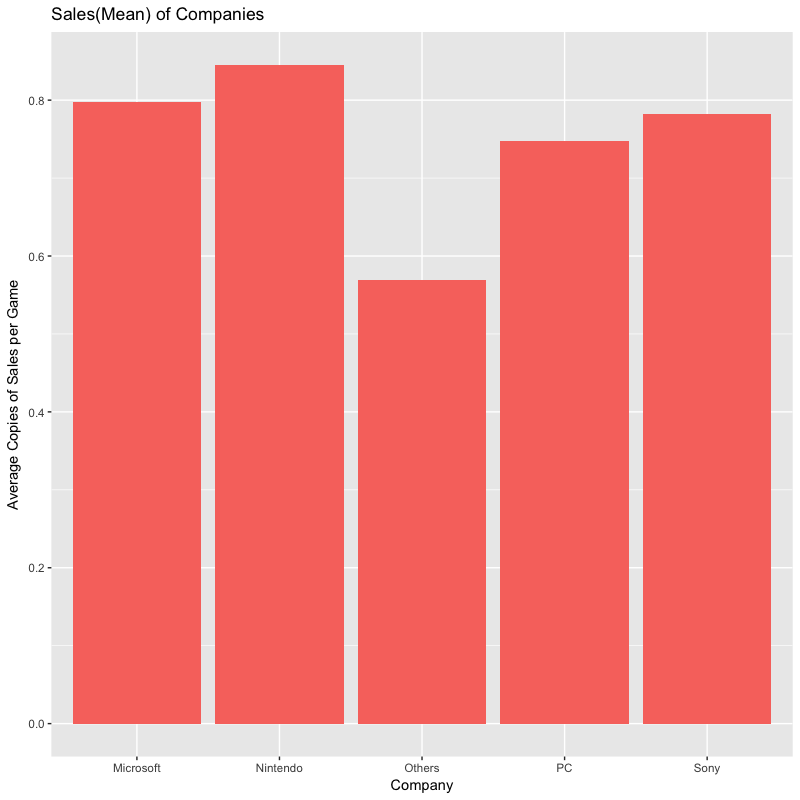 Sales(Mean) of Companies
Average Copies of Sales per Game
0.8
0.6
0.4
0.2
0.0
Microsoft Nintendo Others PC Sony
Company